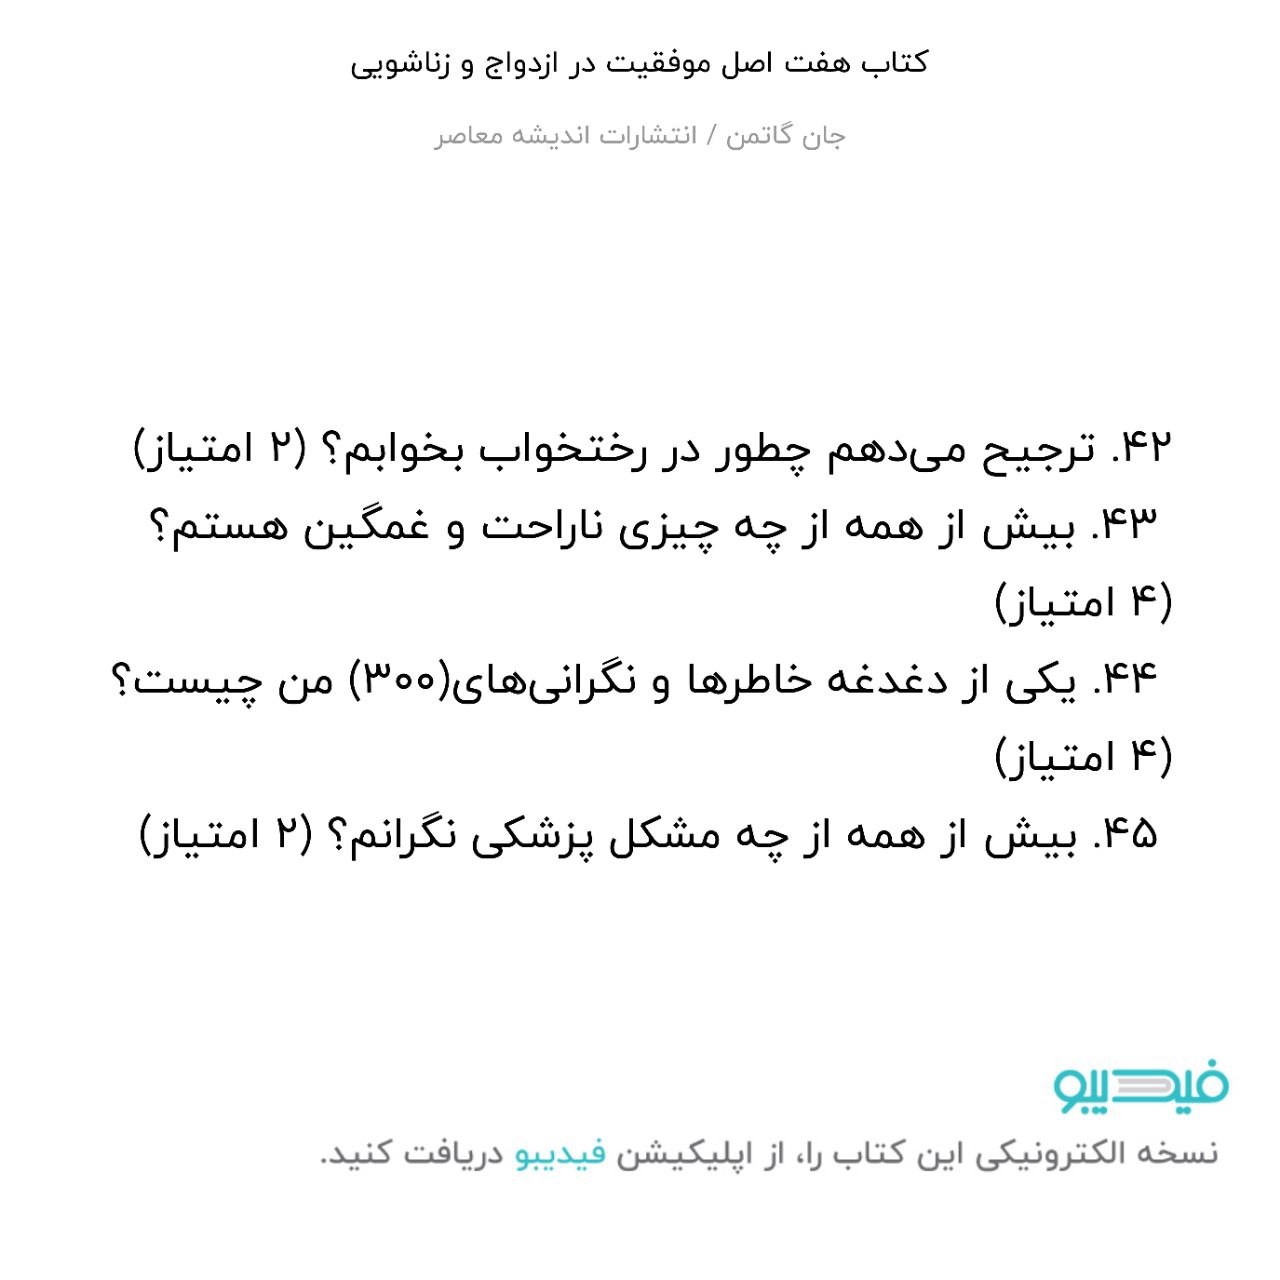 کتاب هفت اصل موفقیت در ازدواج و زناشویی
جان گاتمن / انتشارات اندیشه معاصر
۴۲. ترجیح می‌دهم چطور در رختخواب بخوابم؟ (۲ امتیاز)
۴۳. بیش از همه از چه چیزی ناراحت و غمگین هستم؟
(۴ امتیاز)
۴۴. یکی از دغدغه خاطرها و نگرانی‌های(۳۰۰) من چیست؟
(۴ امتیاز)
۴۵. بیش از همه از چه مشکل پزشکی نگرانم؟ (۲ امتیاز)
فیدیبو
نسخه الکترونیکی این کتاب را، از اپلیکیشن فیدیبو دریافت کنید.